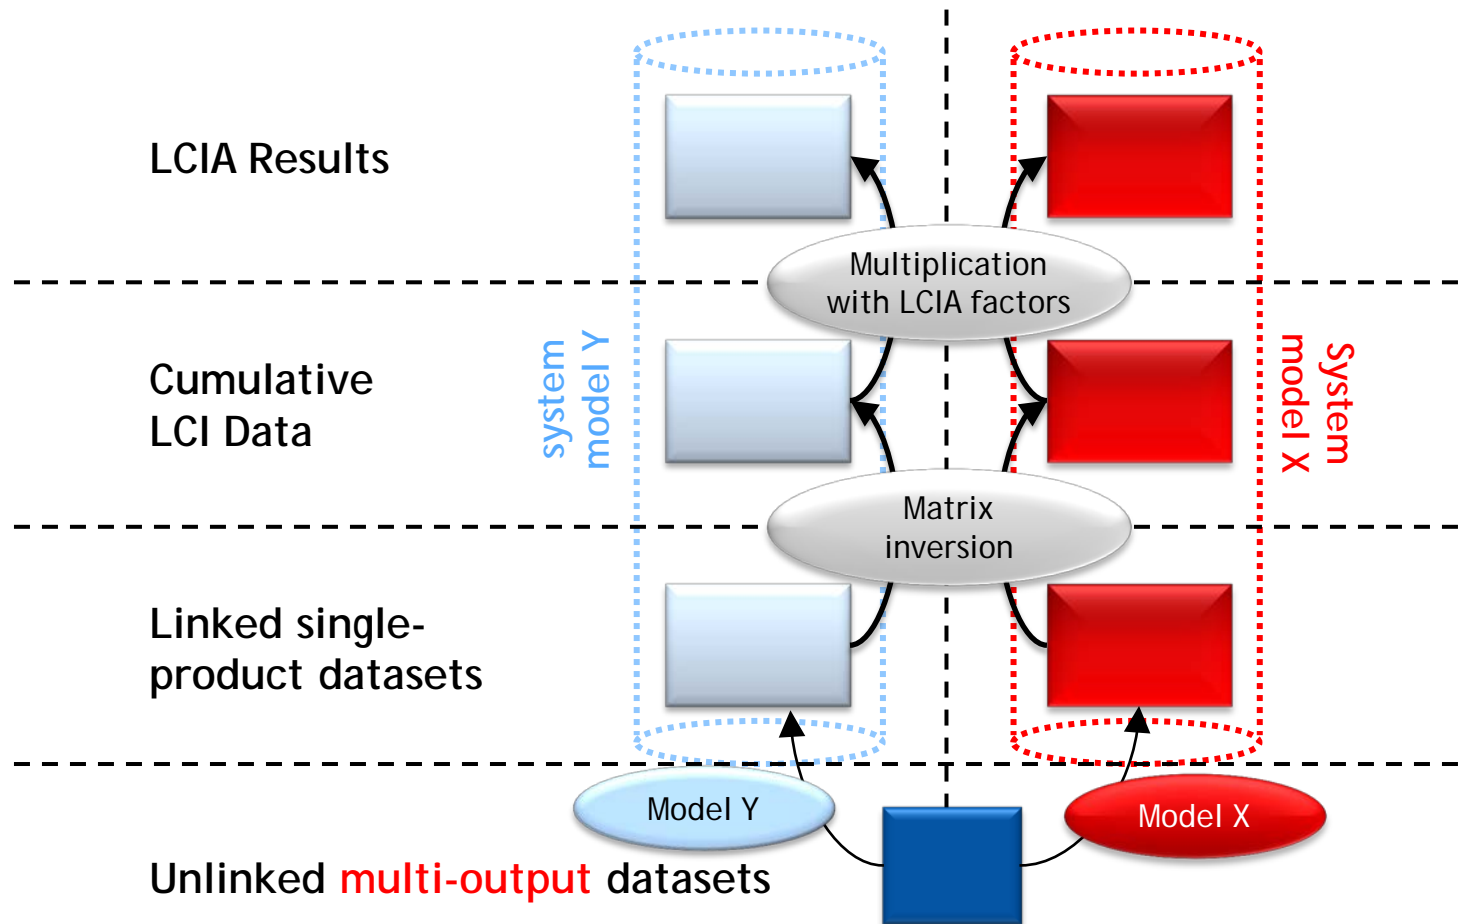 LCIA Results
Multiplication
with LCIA factors
system
model Y
System
model X
Cumulative
LCI Data
Matrix
inversion
Linked single-
product datasets
Model Y
Model X
Unlinked multi-output datasets